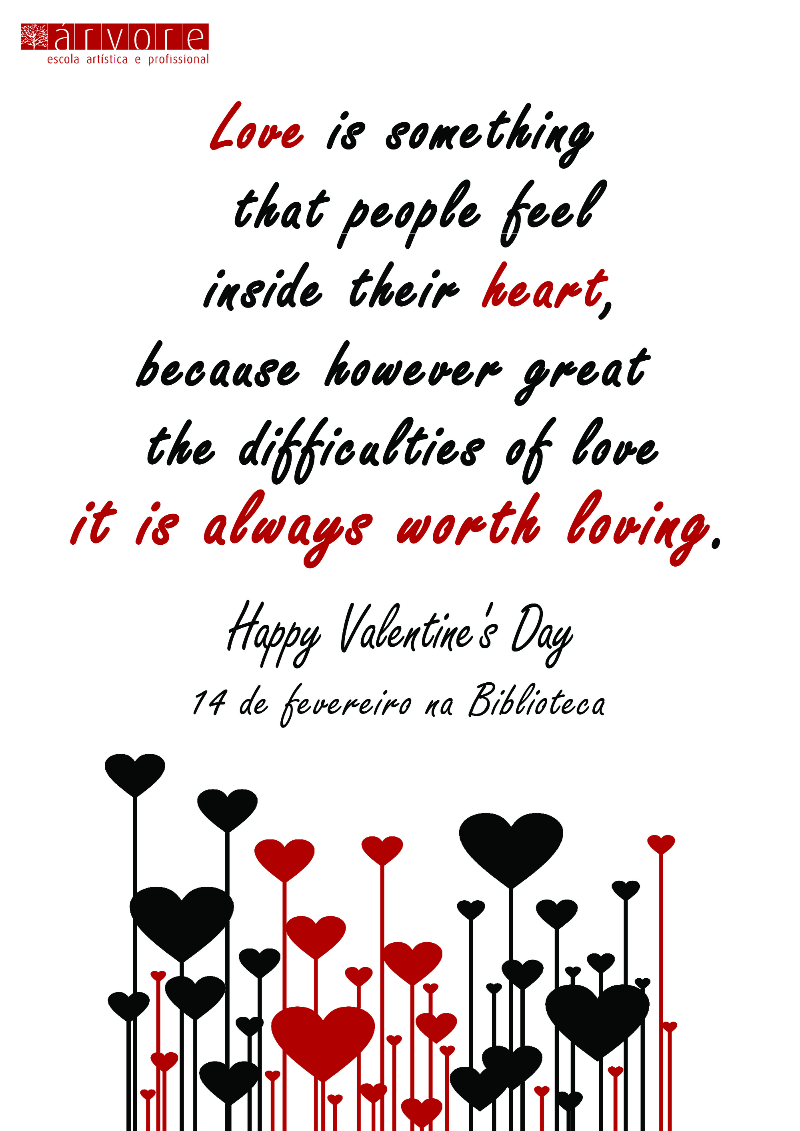 árvore
escola artística e profissional
Love is something
that people feel
inside their heart,
because however great
the difficulties of love
it is always worth loving.
Happy Valentine's Day
14 de fevereiro na Biblioteca